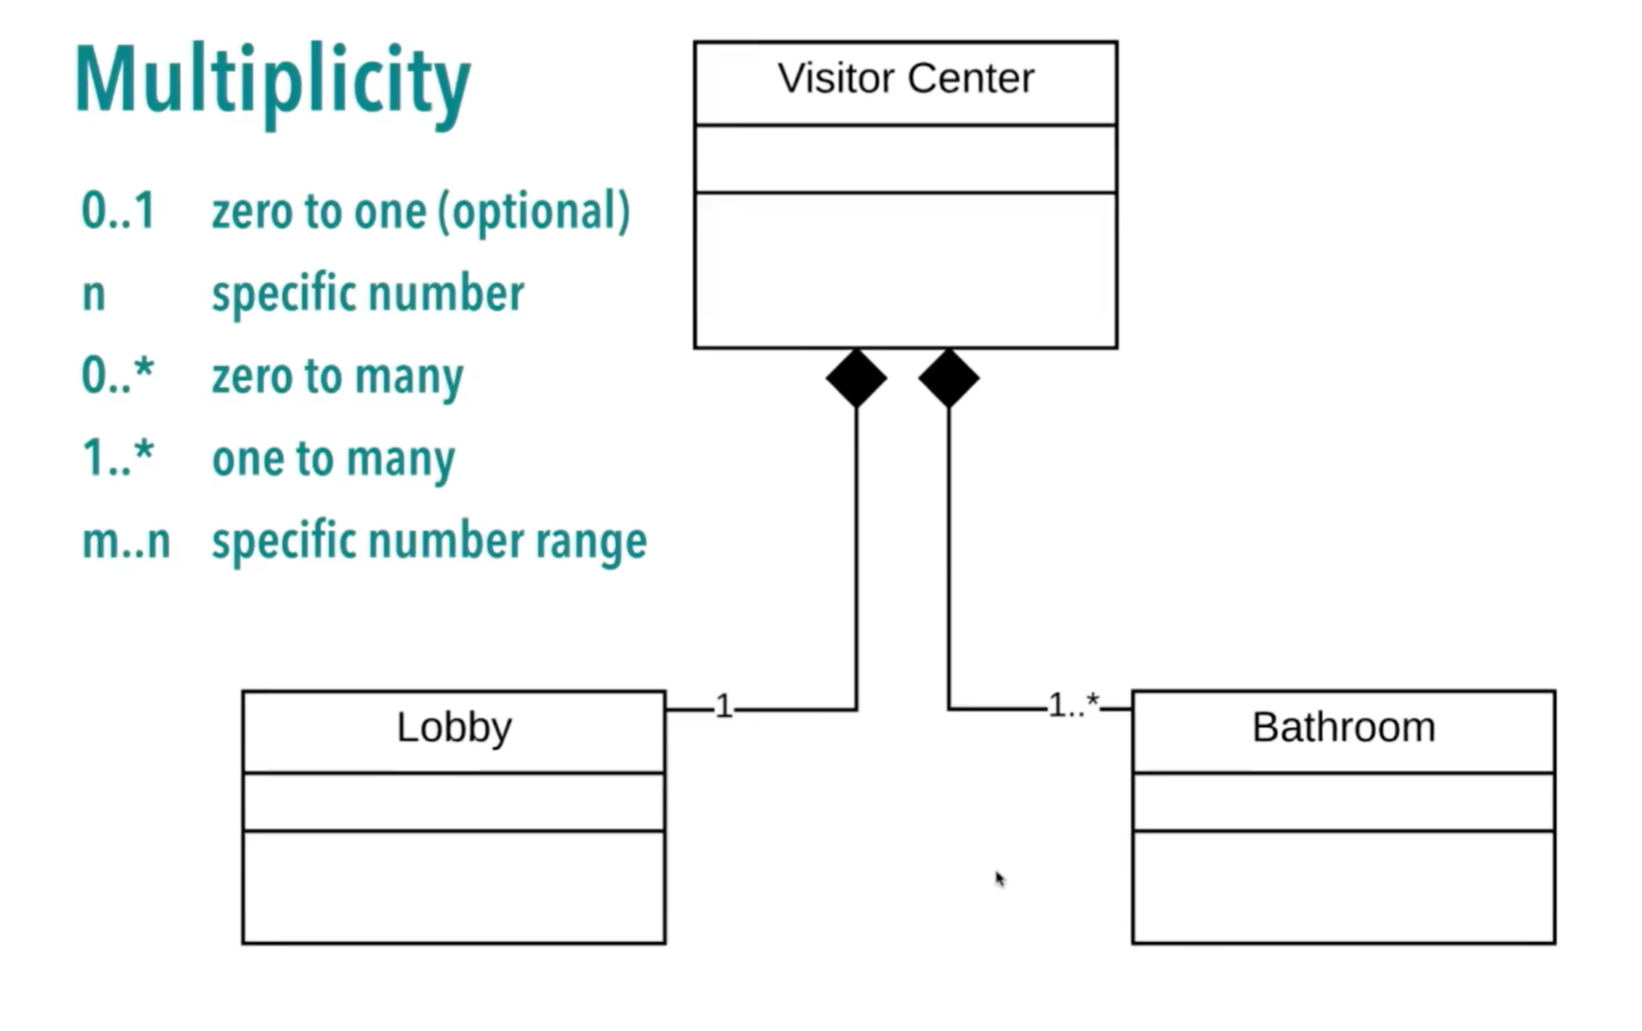 Multiplicity
0..1 zero to one (optional)
n specific number
0..* zero to many
1..* one to many
m..n specific number range
Visitor Center
1
1..*
Lobby
Bathroom